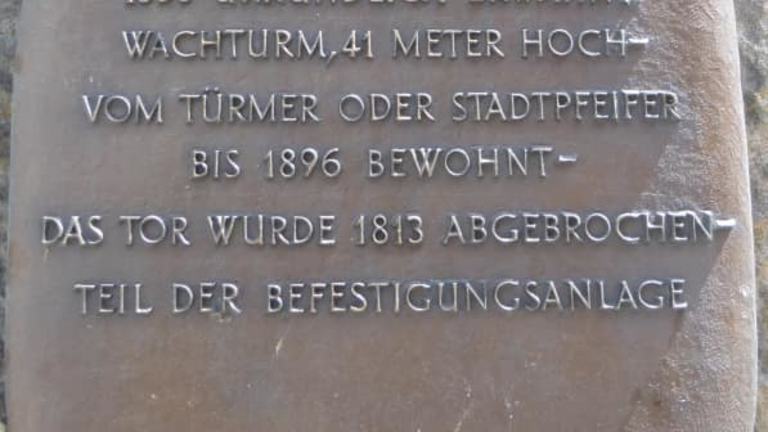 WACHTURM, 41 METER HOCH-
VOM TÜRMER ODER STADTPFEIFER
BIS 1896 BEWOHNT-
DAS TOR WURDE 1813 ABGEBROCHEN-
TEIL DER BEFESTIGUNGSANLAGE